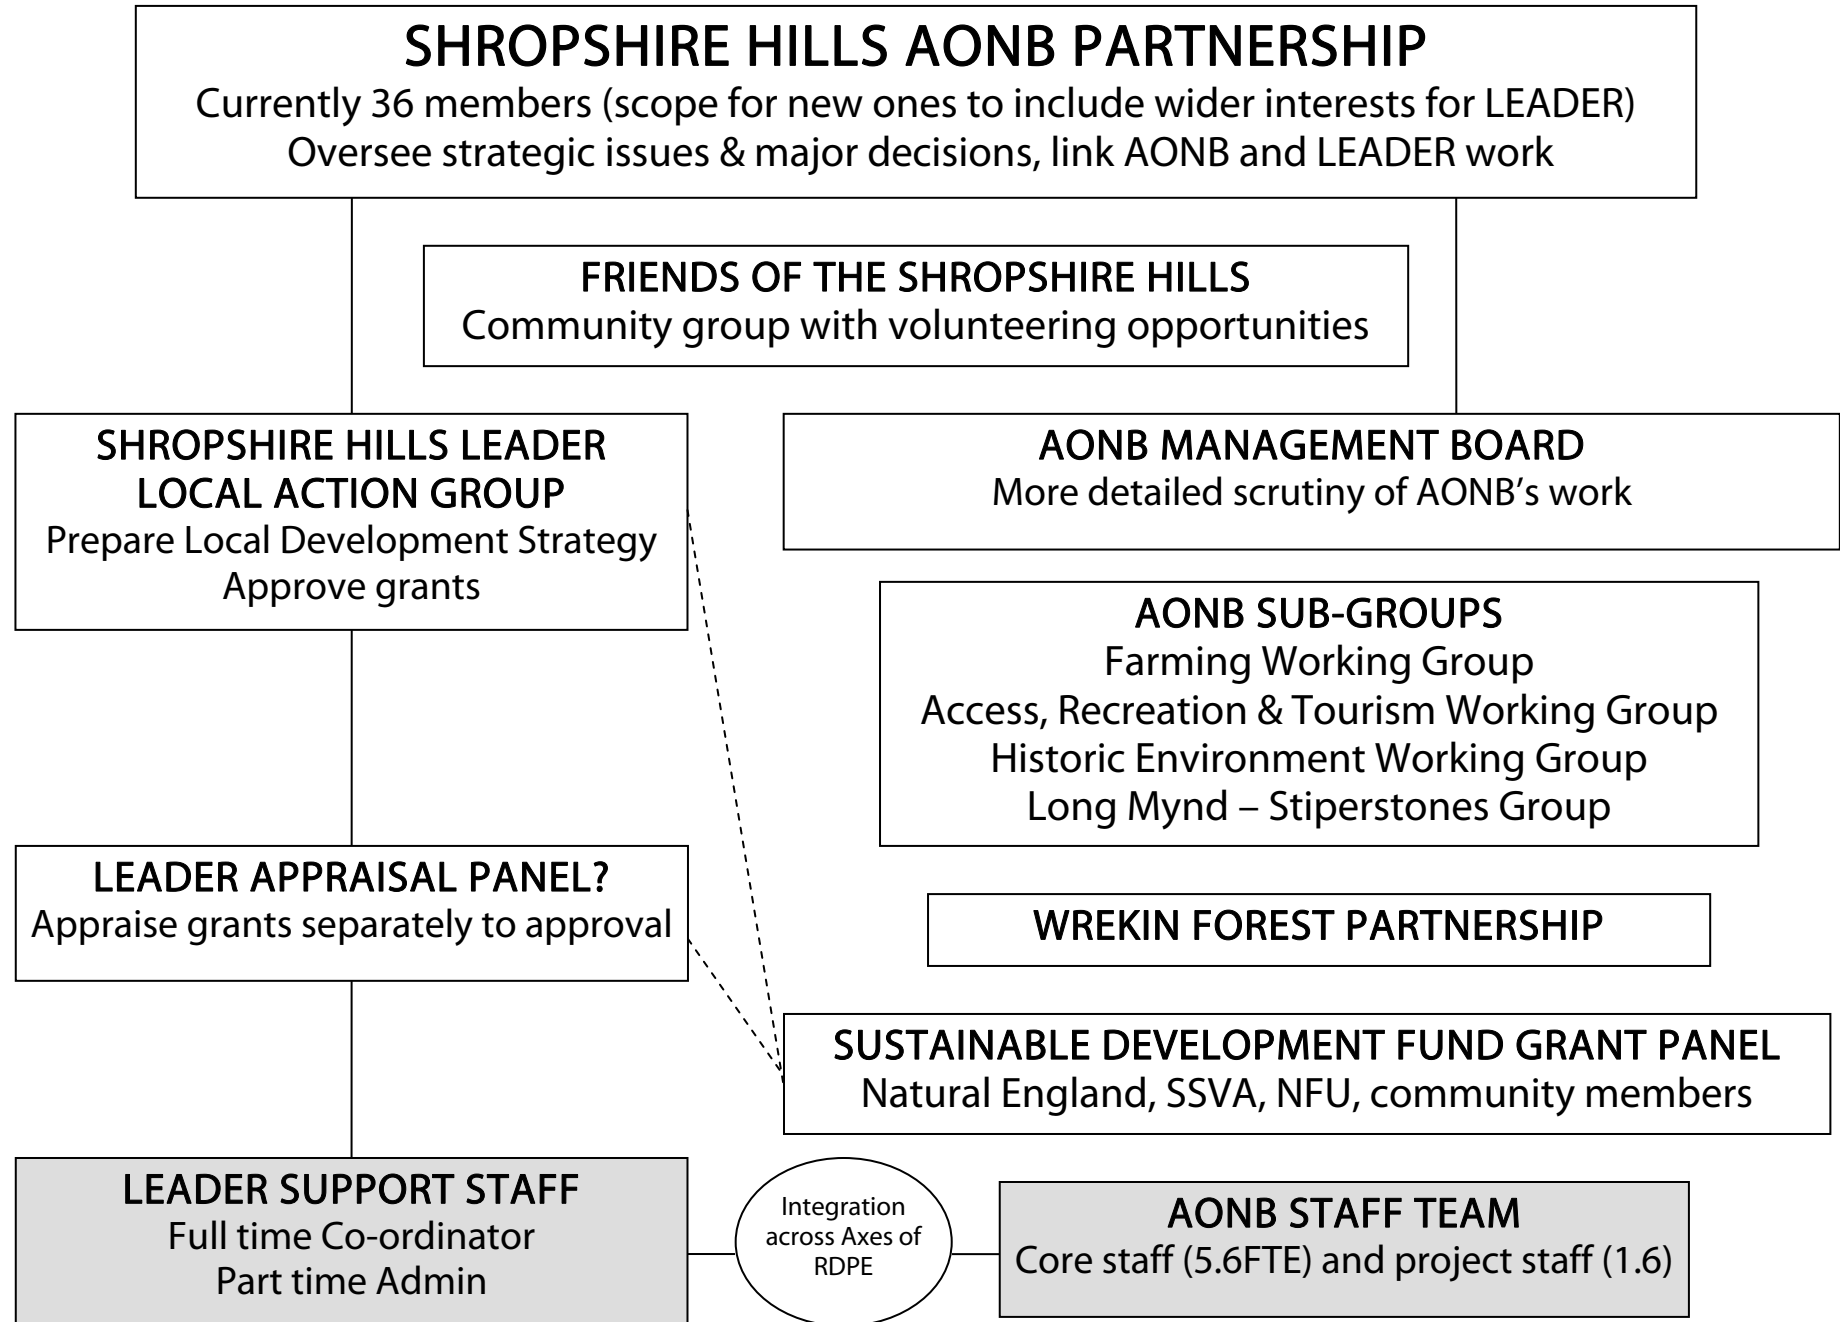 SHROPSHIRE HILLS AONB PARTNERSHIP
Currently 36 members (scope for new ones to include wider interests for LEADER)
Oversee strategic issues & major decisions, link AONB and LEADER work
FRIENDS OF THE SHROPSHIRE HILLS
Community group with volunteering opportunities
SHROPSHIRE HILLS LEADER
LOCAL ACTION GROUP
Prepare Local Development Strategy
Approve grants
AONB MANAGEMENT BOARD
More detailed scrutiny of AONB’s work
AONB SUB-GROUPS
Farming Working Group
Access, Recreation & Tourism Working Group
Historic Environment Working Group
Long Mynd – Stiperstones Group
LEADER APPRAISAL PANEL?
Appraise grants separately to approval
WREKIN FOREST PARTNERSHIP
SUSTAINABLE DEVELOPMENT FUND GRANT PANEL
Natural England, SSVA, NFU, community members
LEADER SUPPORT STAFF
Full time Co-ordinator
Part time Admin
Integration
across Axes of
RDPE
AONB STAFF TEAM
Core staff (5.6FTE) and project staff (1.6)